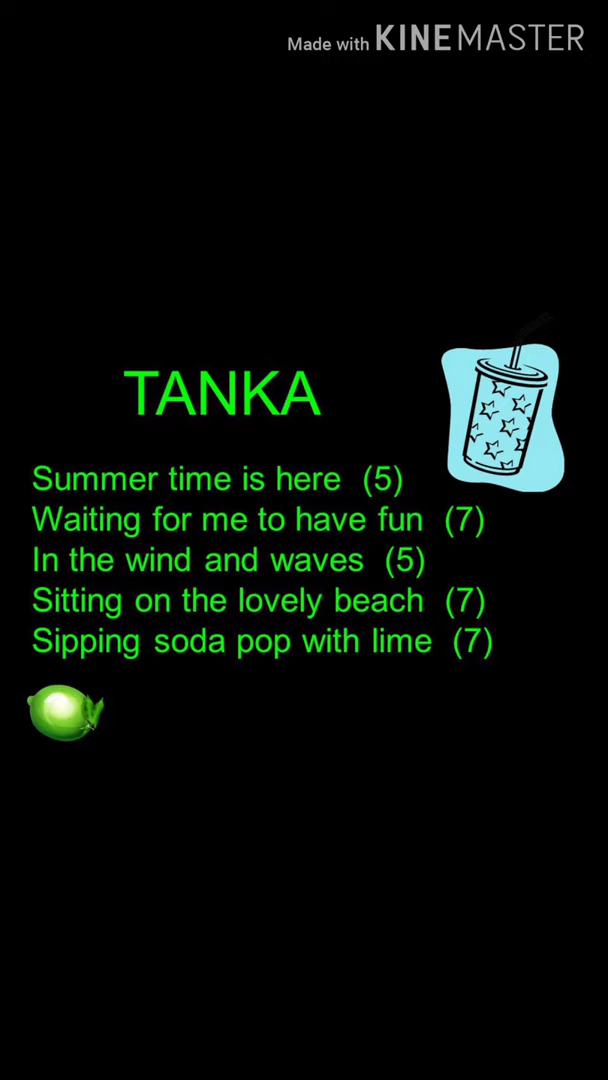 Made with KINEMASTER
TANKA
Summer time is here (5)
Waiting for me to have fun (7)
In the wind and waves (5)
Sitting on the lovely beach (7)
Sipping soda pop with lime (7)